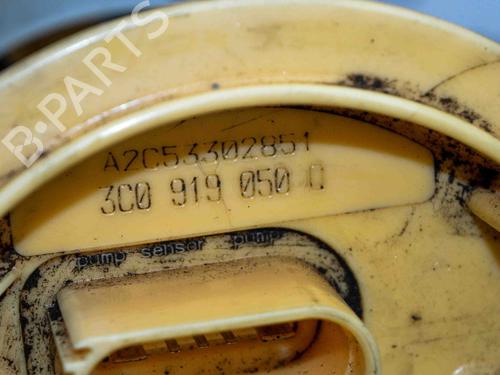 B-PARTS
A2C53302851
3C0 919 050 C
pump sensor pump